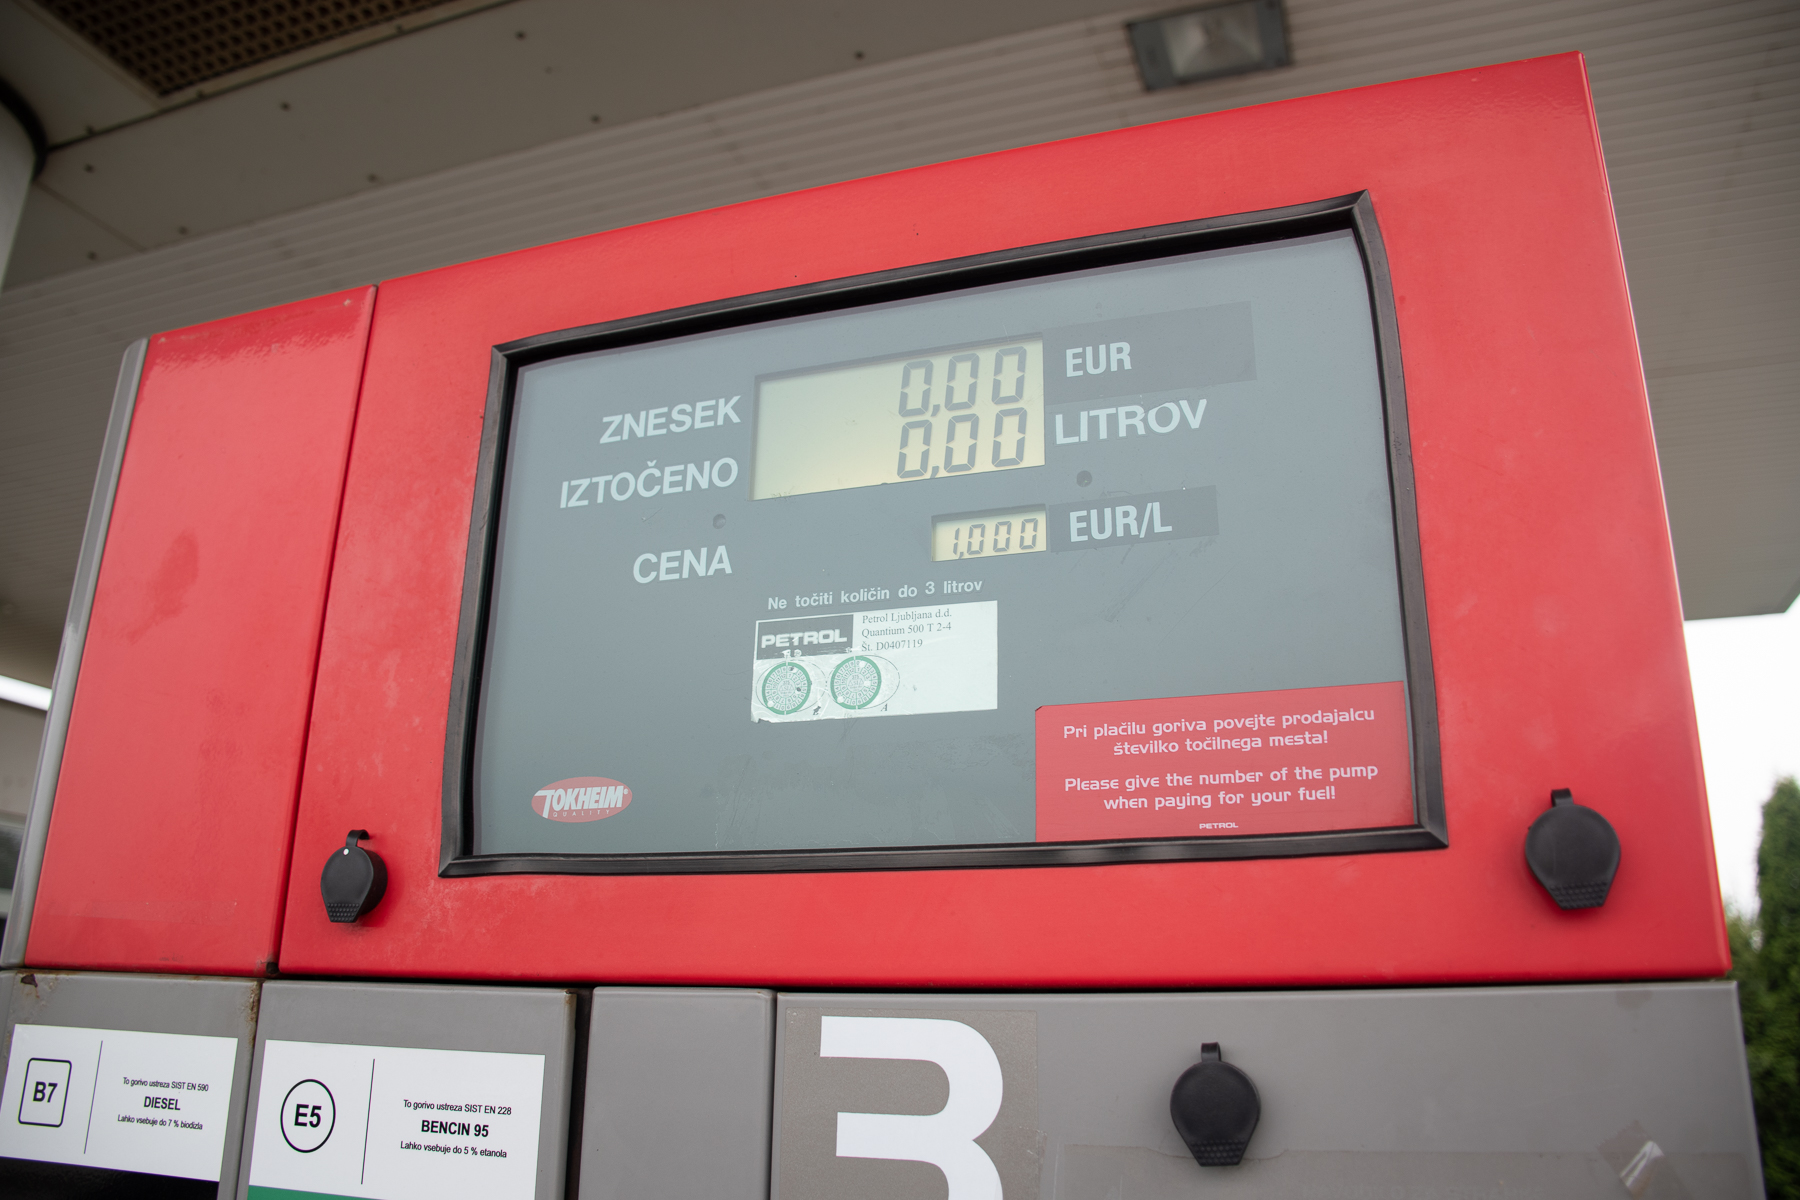 0,00 EUR
ZNESEK
0,00 LITROV
IZTOČENO
1,000 EUR/L
CENA
Ne točiti količin do 3 litrov
PETROL
Petrol Ljubljana d.d.
Quantium 500 T 2-4
Št. D0407119
TOKHEIM
QUALITY
Pri plačilu goriva povejte prodajalcu
številko točilnega mesta!
Please give the number of the pump
when paying for your fuel!
PETROL
B7
To gorivo ustreza SIST EN 590
DIESEL
Lahko vsebuje do 7 % biodizla
E5
To gorivo ustreza SIST EN 228
BENCIN 95
Lahko vsebuje do 5 % etanola
3